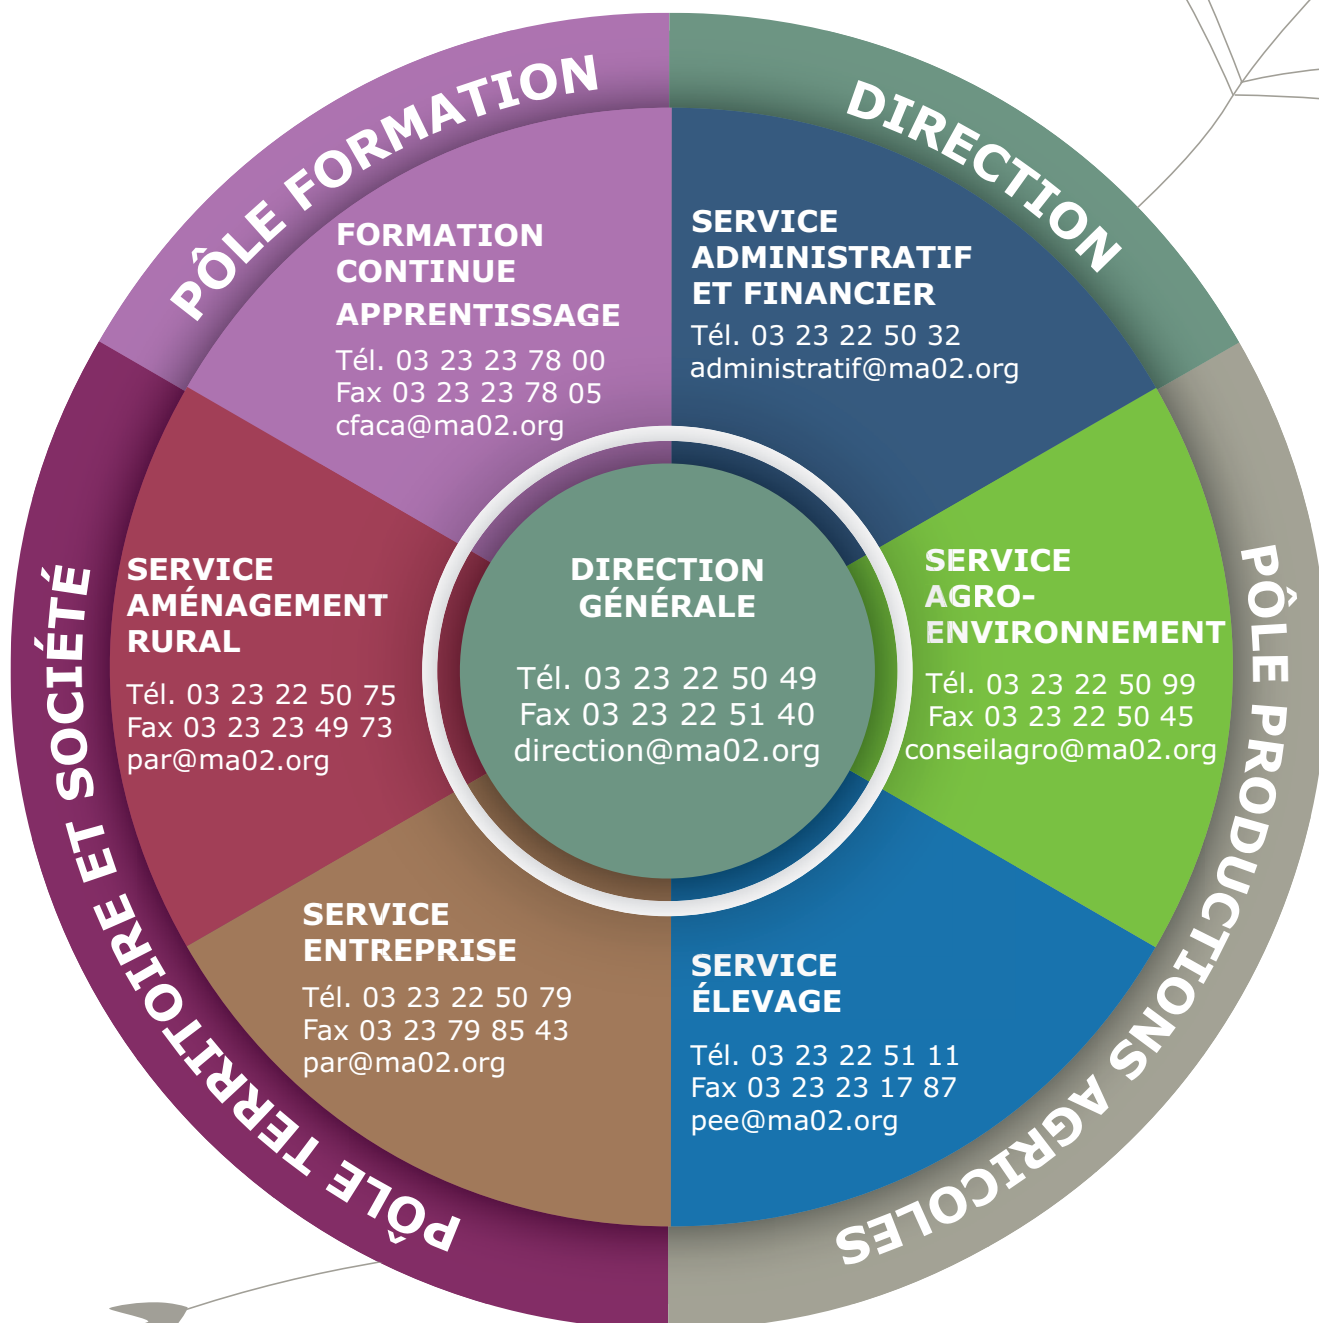 PÔLE FORMATION
FORMATION
CONTINUE
APPRENTISSAGE
Tél. 03 23 23 78 00
Fax 03 23 23 78 05
cfaca@ma02.org
DIRECTION
SERVICE
ADMINISTRATIF
ET FINANCIER
Tél. 03 23 22 50 32
administratif@ma02.org
PÔLE TERRITOIRE ET SOCIÉTÉ
SERVICE
AMÉNAGEMENT
RURAL
Tél. 03 23 22 50 75
Fax 03 23 23 49 73
par@ma02.org
DIRECTION
GÉNÉRALE
Tél. 03 23 22 50 49
Fax 03 23 22 51 40
direction@ma02.org
PÔLE PRODUCTIONS AGRICOLES
SERVICE
AGRO-
ENVIRONNEMENT
Tél. 03 23 22 50 99
Fax 03 23 22 50 45
conseilagro@ma02.org
SERVICE
ENTREPRISE
Tél. 03 23 22 50 79
Fax 03 23 79 85 43
par@ma02.org
SERVICE
ÉLEVAGE
Tél. 03 23 22 51 11
Fax 03 23 23 17 87
pee@ma02.org